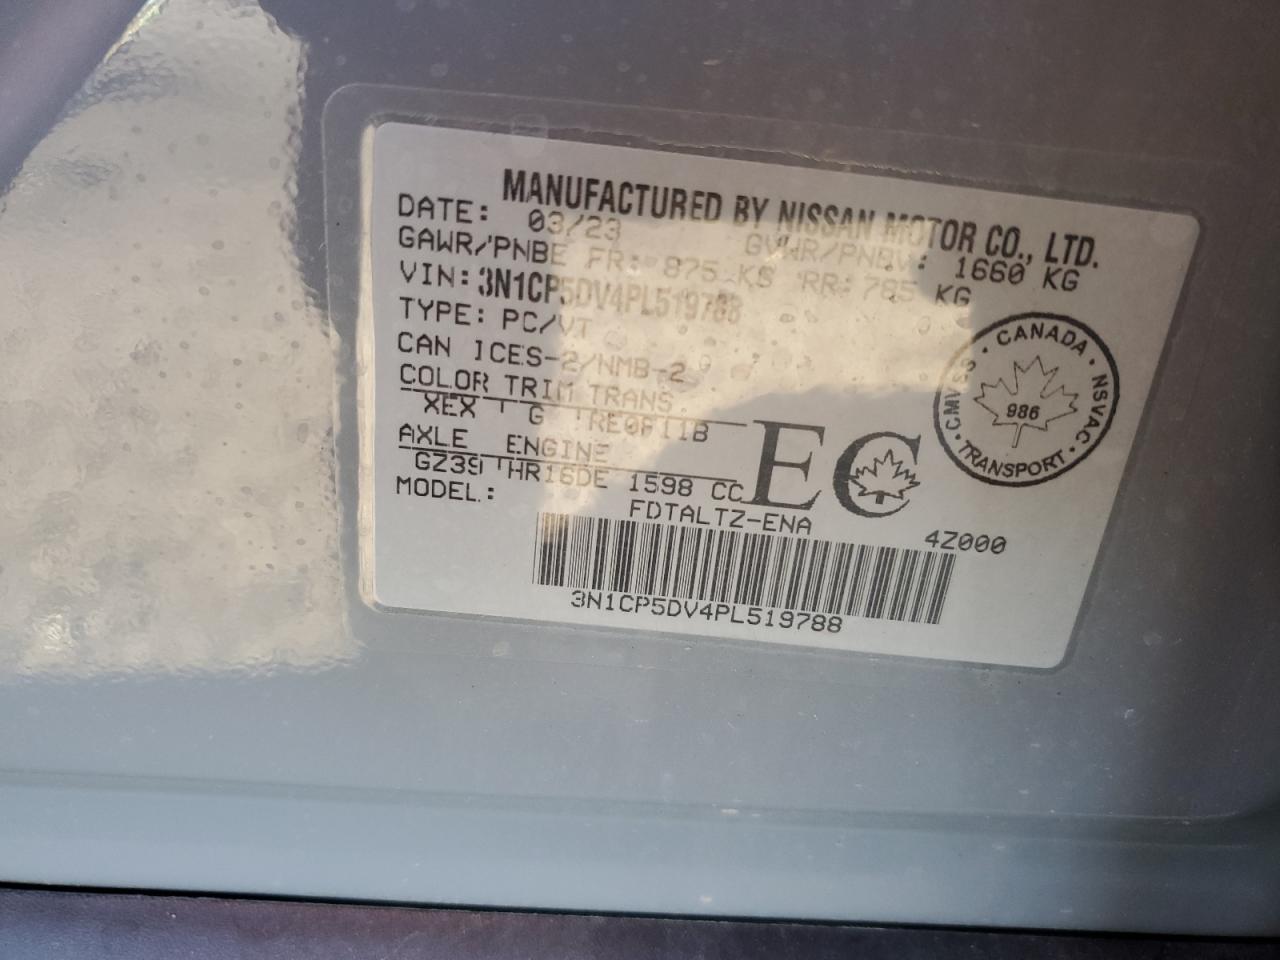 MANUFACTURED BY NISSAN MOTOR CO., LTD.
DATE: 03/23 GVWR/PNBV: 1660 KG
GAWR/PNBE FR: 875 KG RR: 785 KG
VIN: 3N1CP5DV4PL519788
TYPE: PC/VT
CAN ICES-2/NMB-2
COLOR TRIM TRANS.
XEX G RE0F11B
AXLE ENGINE
GZ39 HR16DE 1598 CC
MODEL:
FDTALTZ-ENA
4Z000
3N1CP5DV4PL519788
EC
CANADA
CMVSS
NSVAC
986
TRANSPORT